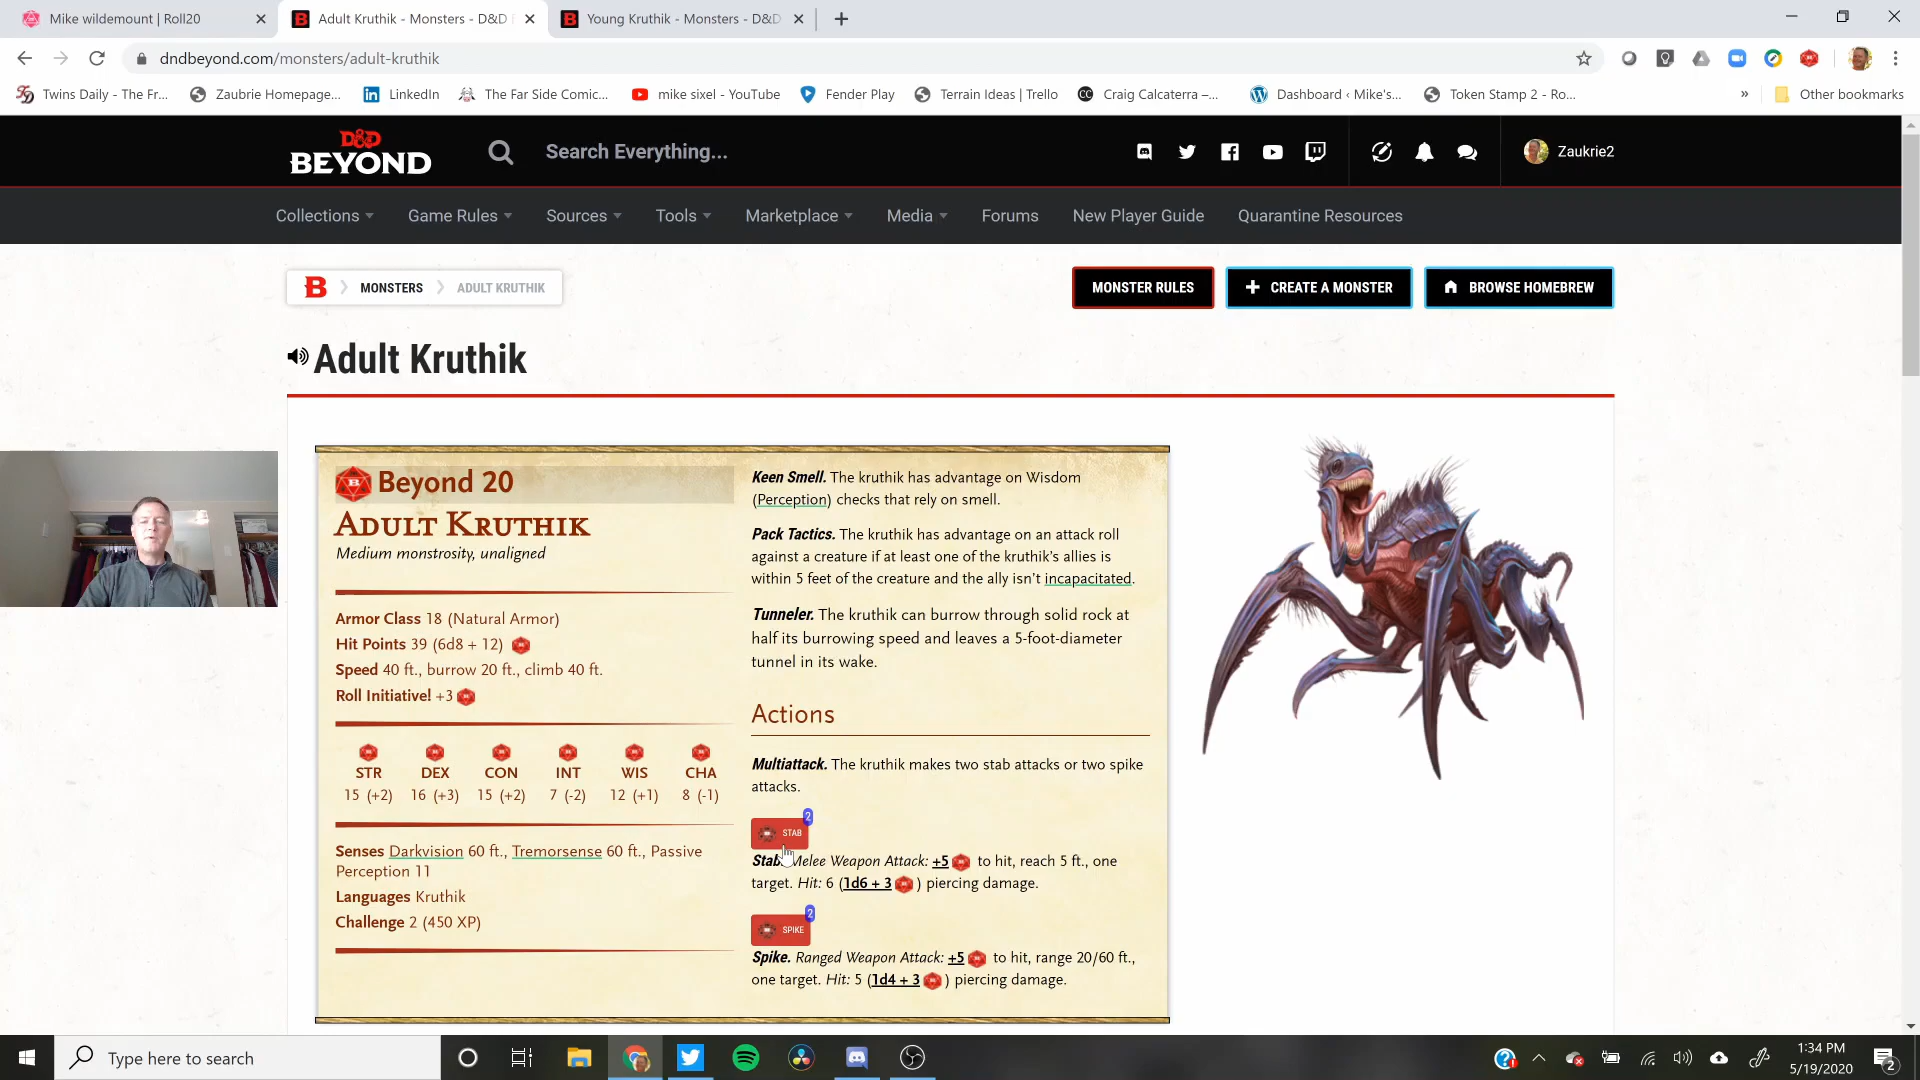 Mike wildemount | Roll20
Adult Kruthik - Monsters - D&D
Young Kruthik - Monsters - D&D
dndbeyond.com/monsters/adult-kruthik
Twins Daily - The Fr...
Zaubrie Homepage...
LinkedIn
The Far Side Comic...
mike sixel - YouTube
Fender Play
Terrain Ideas | Trello
Craig Calcaterra –...
Dashboard ‹ Mike's...
Token Stamp 2 - Ro...
»
Other bookmarks
D&D
BEYOND
Search Everything...
Zaukrie2
Collections
Game Rules
Sources
Tools
Marketplace
Media
Forums
New Player Guide
Quarantine Resources
B
MONSTERS
ADULT KRUTHIK
MONSTER RULES
CREATE A MONSTER
BROWSE HOMEBREW
Adult Kruthik
Beyond 20
ADULT KRUTHIK
Medium monstrosity, unaligned
Armor Class 18 (Natural Armor)
Hit Points 39 (6d8 + 12)
Speed 40 ft., burrow 20 ft., climb 40 ft.
Roll Initiative! +3
STR DEX CON INT WIS CHA
15 (+2) 16 (+3) 15 (+2) 7 (-2) 12 (+1) 8 (-1)
Senses Darkvision 60 ft., Tremorsense 60 ft., Passive
Perception 11
Languages Kruthik
Challenge 2 (450 XP)
Keen Smell. The kruthik has advantage on Wisdom
(Perception) checks that rely on smell.
Pack Tactics. The kruthik has advantage on an attack roll
against a creature if at least one of the kruthik's allies is
within 5 feet of the creature and the ally isn't incapacitated.
Tunneler. The kruthik can burrow through solid rock at
half its burrowing speed and leaves a 5-foot-diameter
tunnel in its wake.
Actions
Multiattack. The kruthik makes two stab attacks or two spike
attacks.
2
STAB
Stab. Melee Weapon Attack: +5 to hit, reach 5 ft., one
target. Hit: 6 (1d6 + 3 ) piercing damage.
2
SPIKE
Spike. Ranged Weapon Attack: +5 to hit, range 20/60 ft.,
one target. Hit: 5 (1d4 + 3 ) piercing damage.
Type here to search
1:34 PM
5/19/2020
2